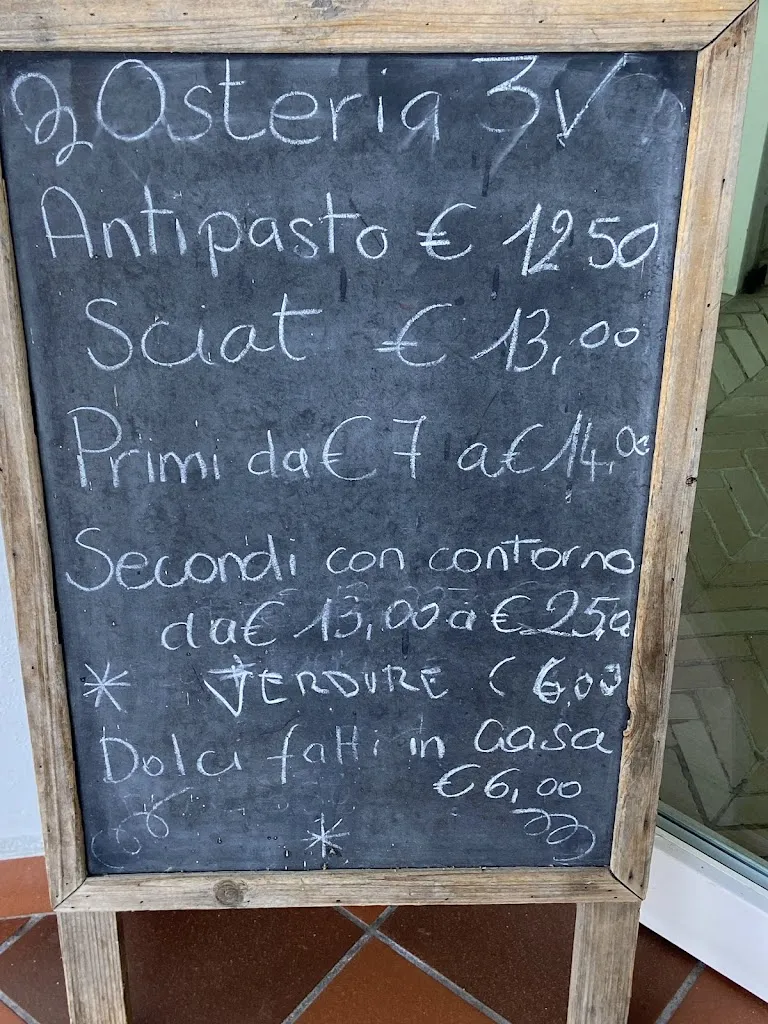 Osteria 3V
Antipasto € 12 50
Sciat € 13,00
Primi da € 7 a € 14,00
Secondi con contorno
da € 13,00 a € 25,0
* VERDURE € 6,00
Dolci fatti in casa
€ 6,00
*